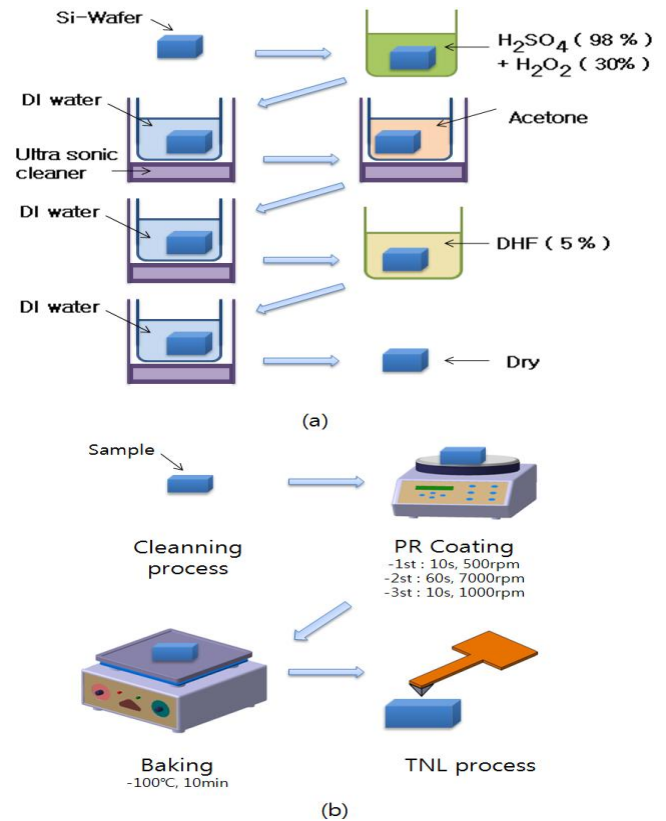 Si-Wafer
H₂SO₄ ( 98 % )
+ H₂O₂ ( 30% )
DI water
Acetone
Ultra sonic
cleaner
DI water
DHF ( 5 % )
DI water
Dry
(a)
Sample
Cleanning
process
PR Coating
-1st : 10s, 500rpm
-2st : 60s, 7000rpm
-3st : 10s, 1000rpm
Baking
-100℃, 10min
TNL process
(b)